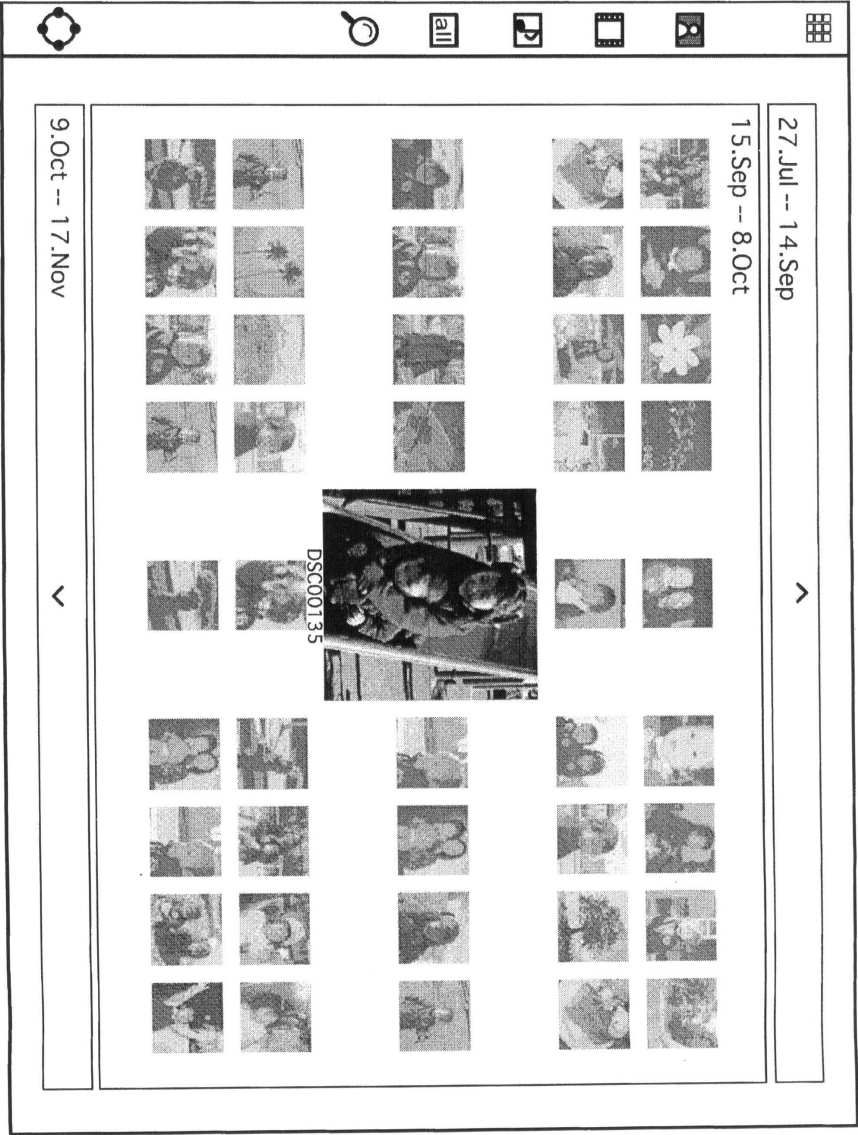 27.Jul -- 14.Sep
15.Sep -- 8.Oct
DSC00135
9.Oct -- 17.Nov
all